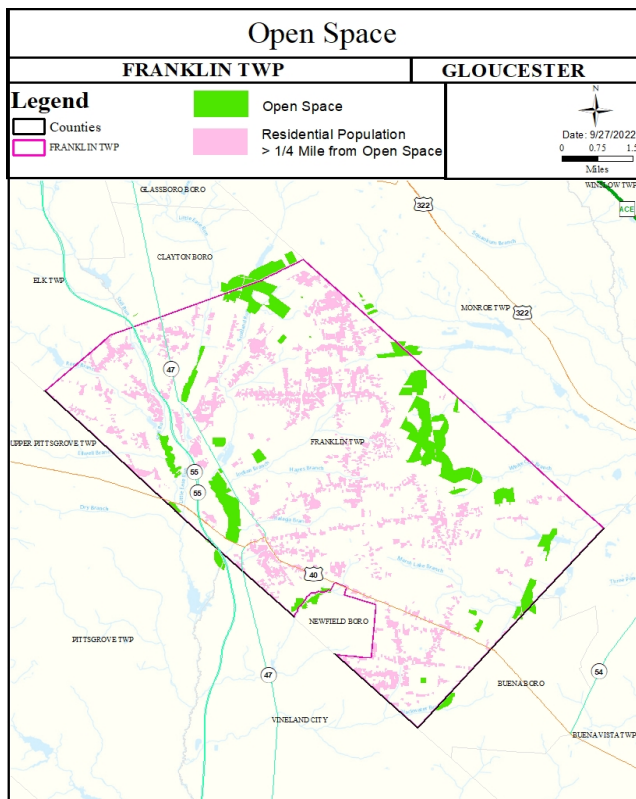 Open Space
FRANKLIN TWP
GLOUCESTER
Legend
Counties
FRANKLIN TWP
Open Space
Residential Population
> 1/4 Mile from Open Space
N
Date: 9/27/2022
0 0.75 1.5
Miles
WINSLOW TWP
ACE
GLASSBORO BORO
322
CLAYTON BORO
ELK TWP
MONROE TWP
322
47
UPPER PITTSGROVE TWP
FRANKLIN TWP
55
55
40
NEWFIELD BORO
PITTSGROVE TWP
47
54
BUENA BORO
VINELAND CITY
BUENA VISTA TWP